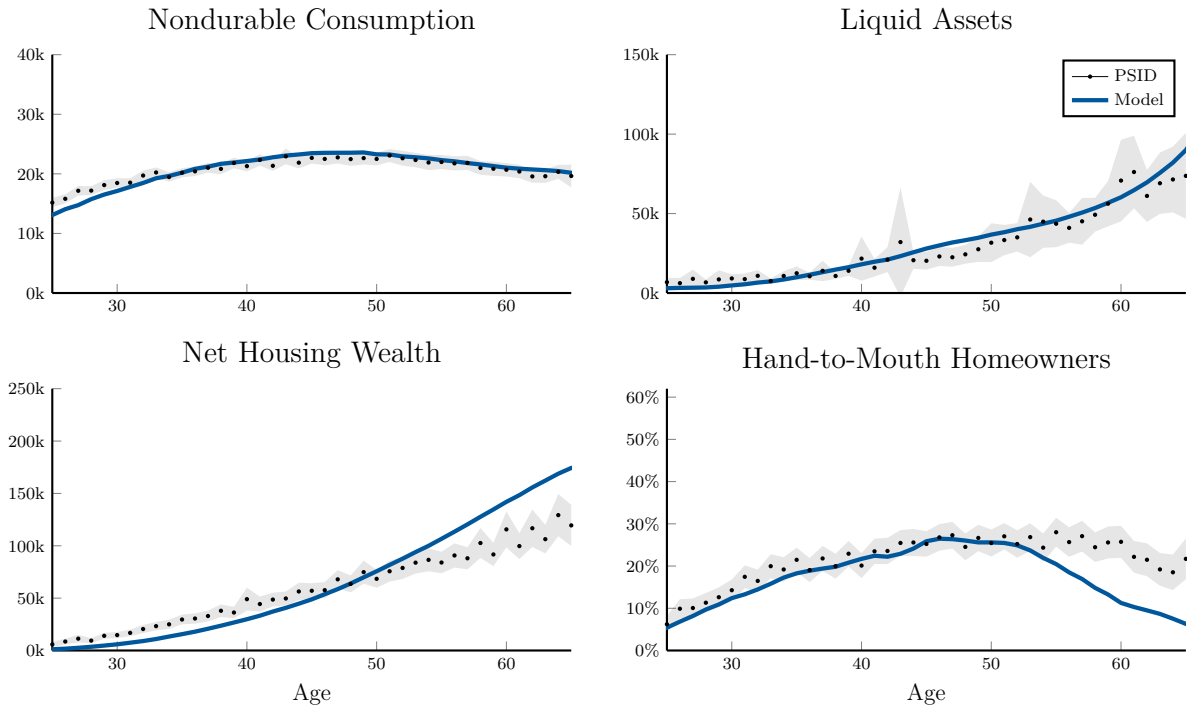 Nondurable Consumption
40k
30k
20k
10k
0k
30
40
50
60
Liquid Assets
150k
100k
50k
0k
30
40
50
60
PSID
Model
Net Housing Wealth
250k
200k
150k
100k
50k
0k
30
40
50
60
Age
Hand-to-Mouth Homeowners
60%
50%
40%
30%
20%
10%
0%
30
40
50
60
Age